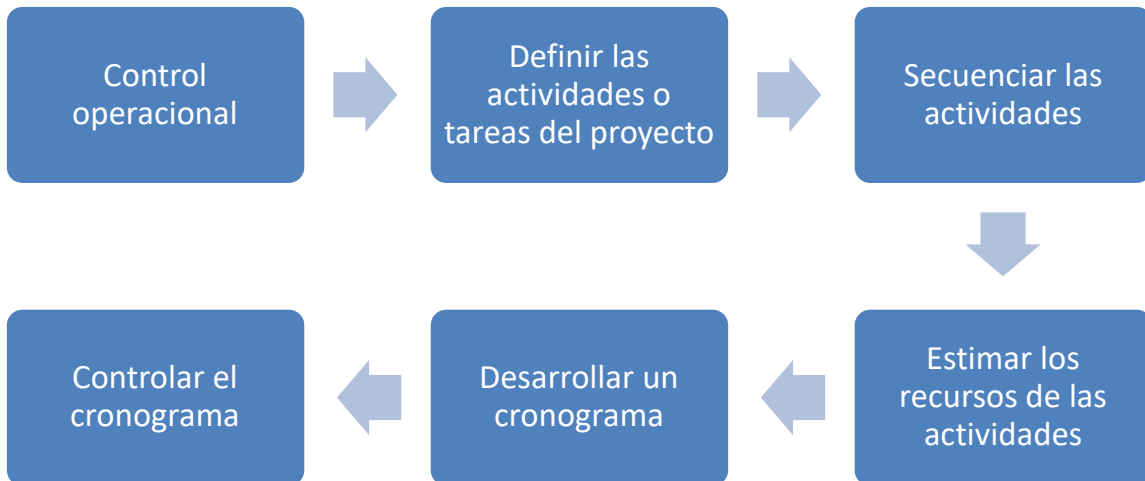 Control
operacional
Definir las
actividades o
tareas del proyecto
Secuenciar las
actividades
Estimar los
recursos de las
actividades
Desarrollar un
cronograma
Controlar el
cronograma